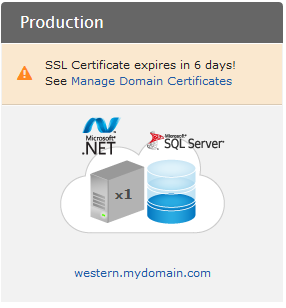 Production
SSL Certificate expires in 6 days!
See Manage Domain Certificates
Microsoft®
.NET
Microsoft®
SQL Server®
x1
western.mydomain.com